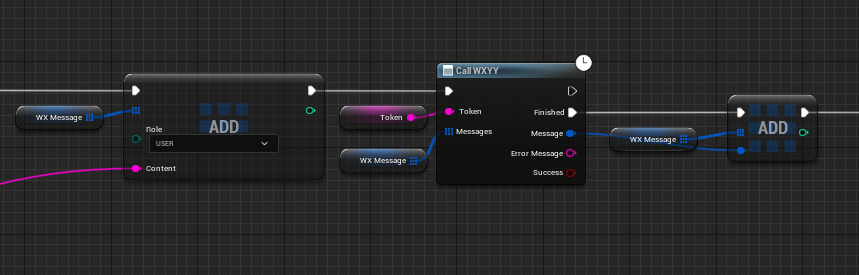 WX Message
ADD
Role
USER
Content
Token
WX Message
Call WXYY
Token
Finished
Messages
Message
Error Message
Success
WX Message
ADD